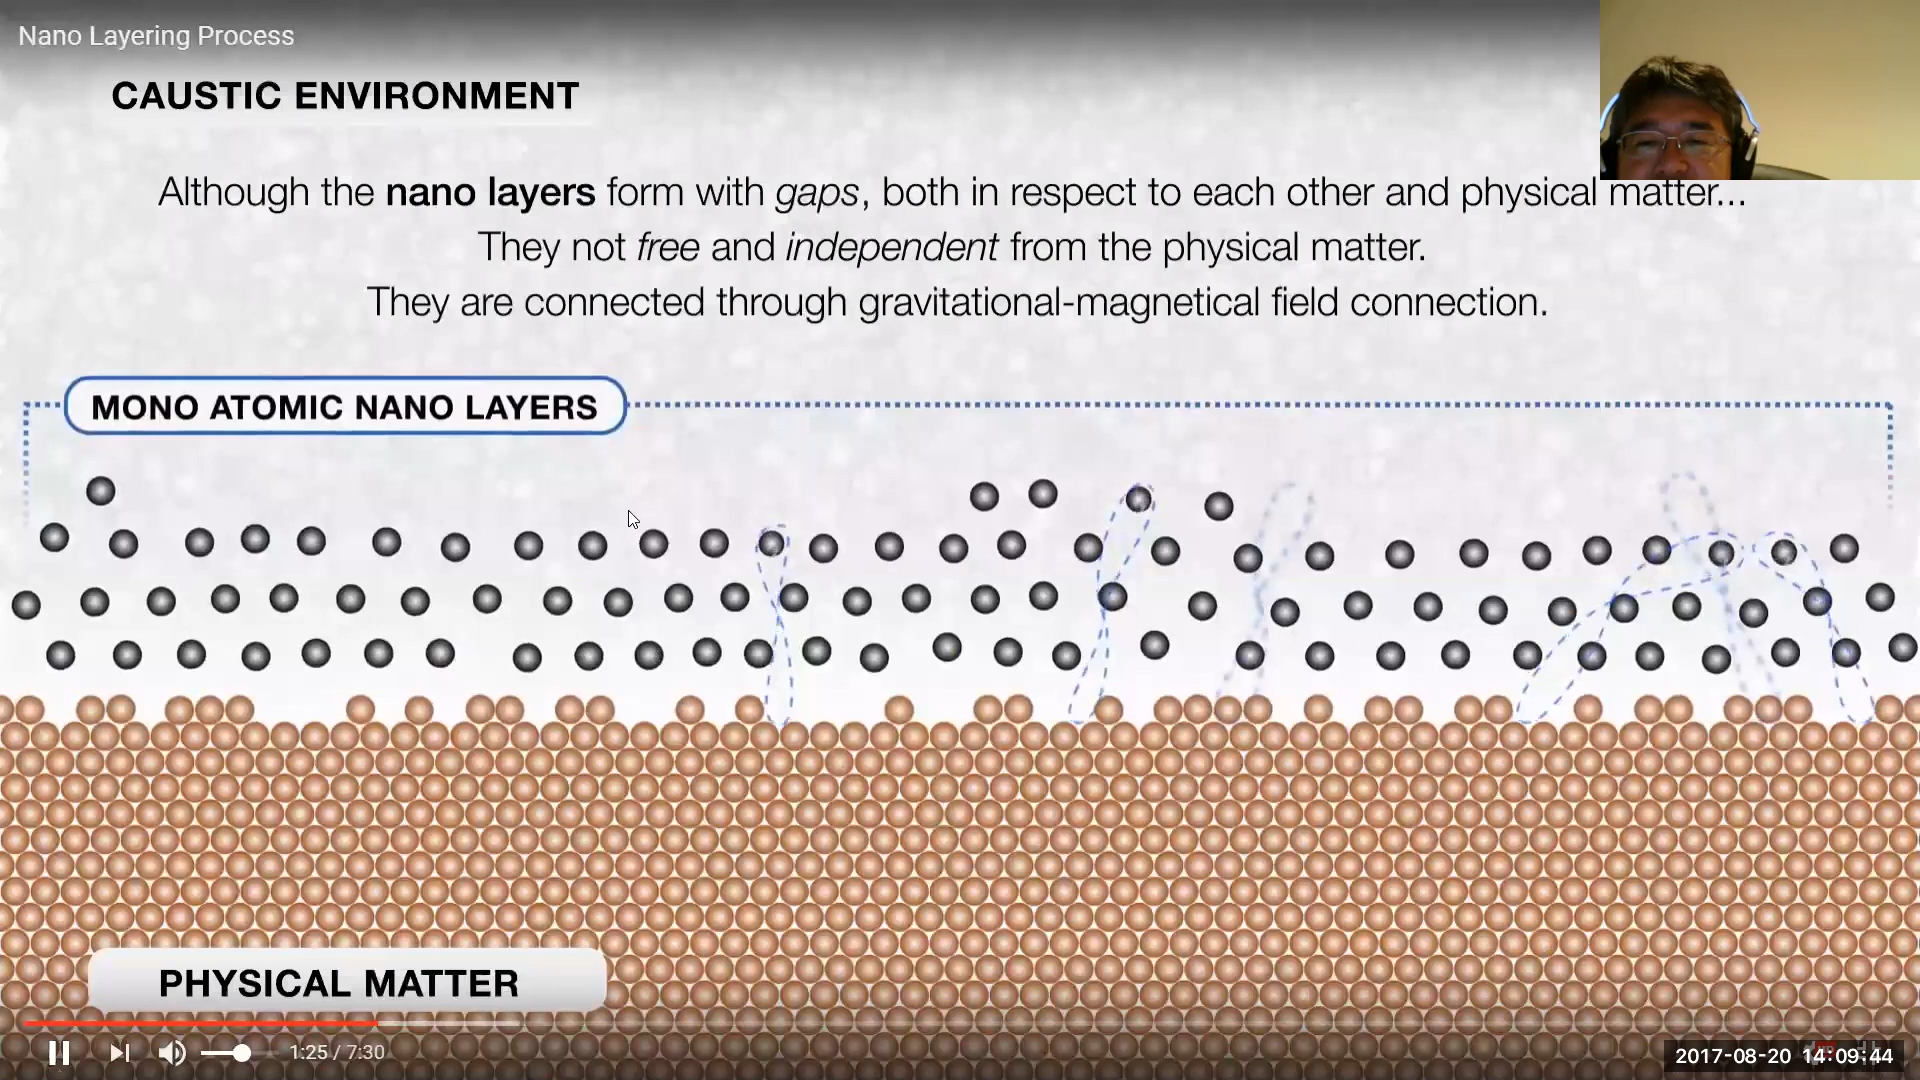 Nano Layering Process
CAUSTIC ENVIRONMENT
Although the nano layers form with gaps, both in respect to each other and physical matter...
They not free and independent from the physical matter.
They are connected through gravitational-magnetical field connection.
MONO ATOMIC NANO LAYERS
PHYSICAL MATTER
1:25 / 7:30
2017-08-20 14:09:44